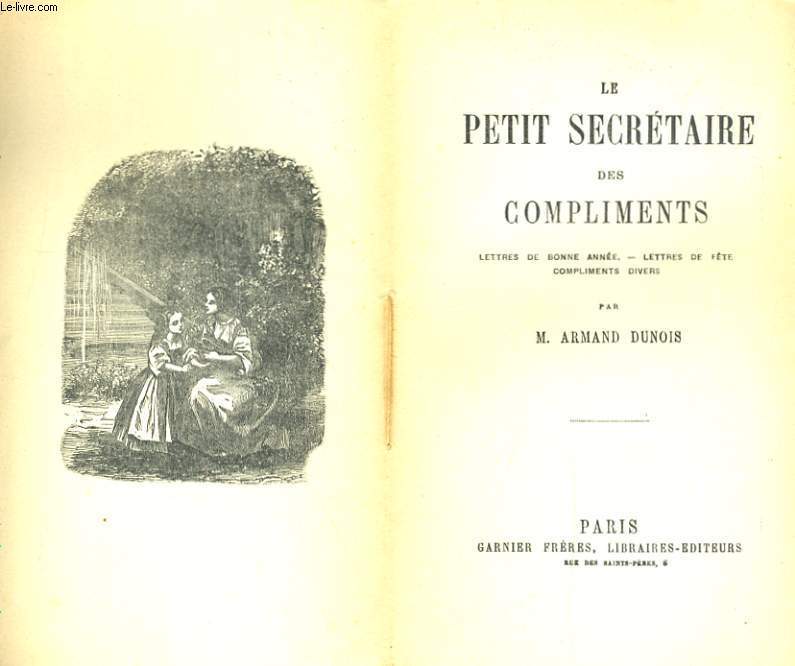 Le-livre.com
LE
PETIT SECRÉTAIRE
DES
COMPLIMENTS
LETTRES DE BONNE ANNÉE. — LETTRES DE FÊTE
COMPLIMENTS DIVERS
PAR
M. ARMAND DUNOIS
PARIS
GARNIER FRÈRES, LIBRAIRES-EDITEURS
RUE DES SAINTS-PÈRES, 6